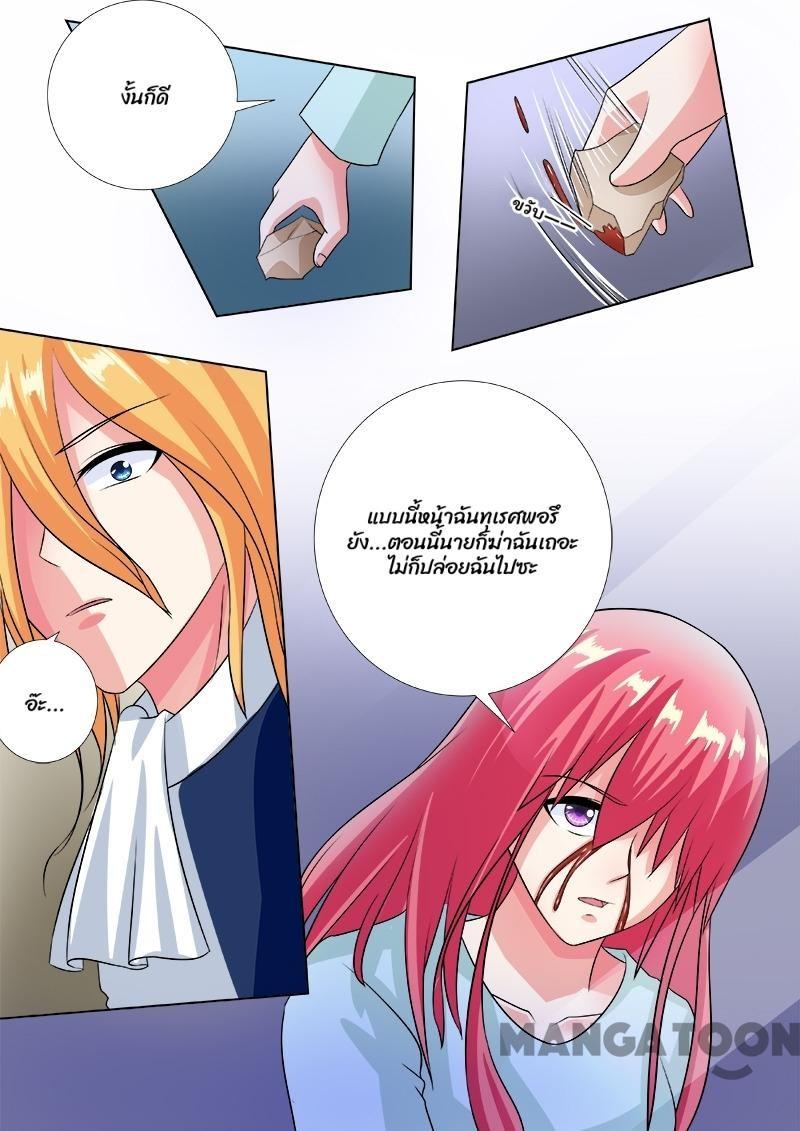 งั้นก็ดี
ขวับ——
แบบนี้หน้าฉันทุเรศพอรึ
ยัง...ตอนนี้นายก็ฆ่าฉันเถอะ
ไม่ก็ปล่อยฉันไปซะ
อ๊ะ...
MANGATOON